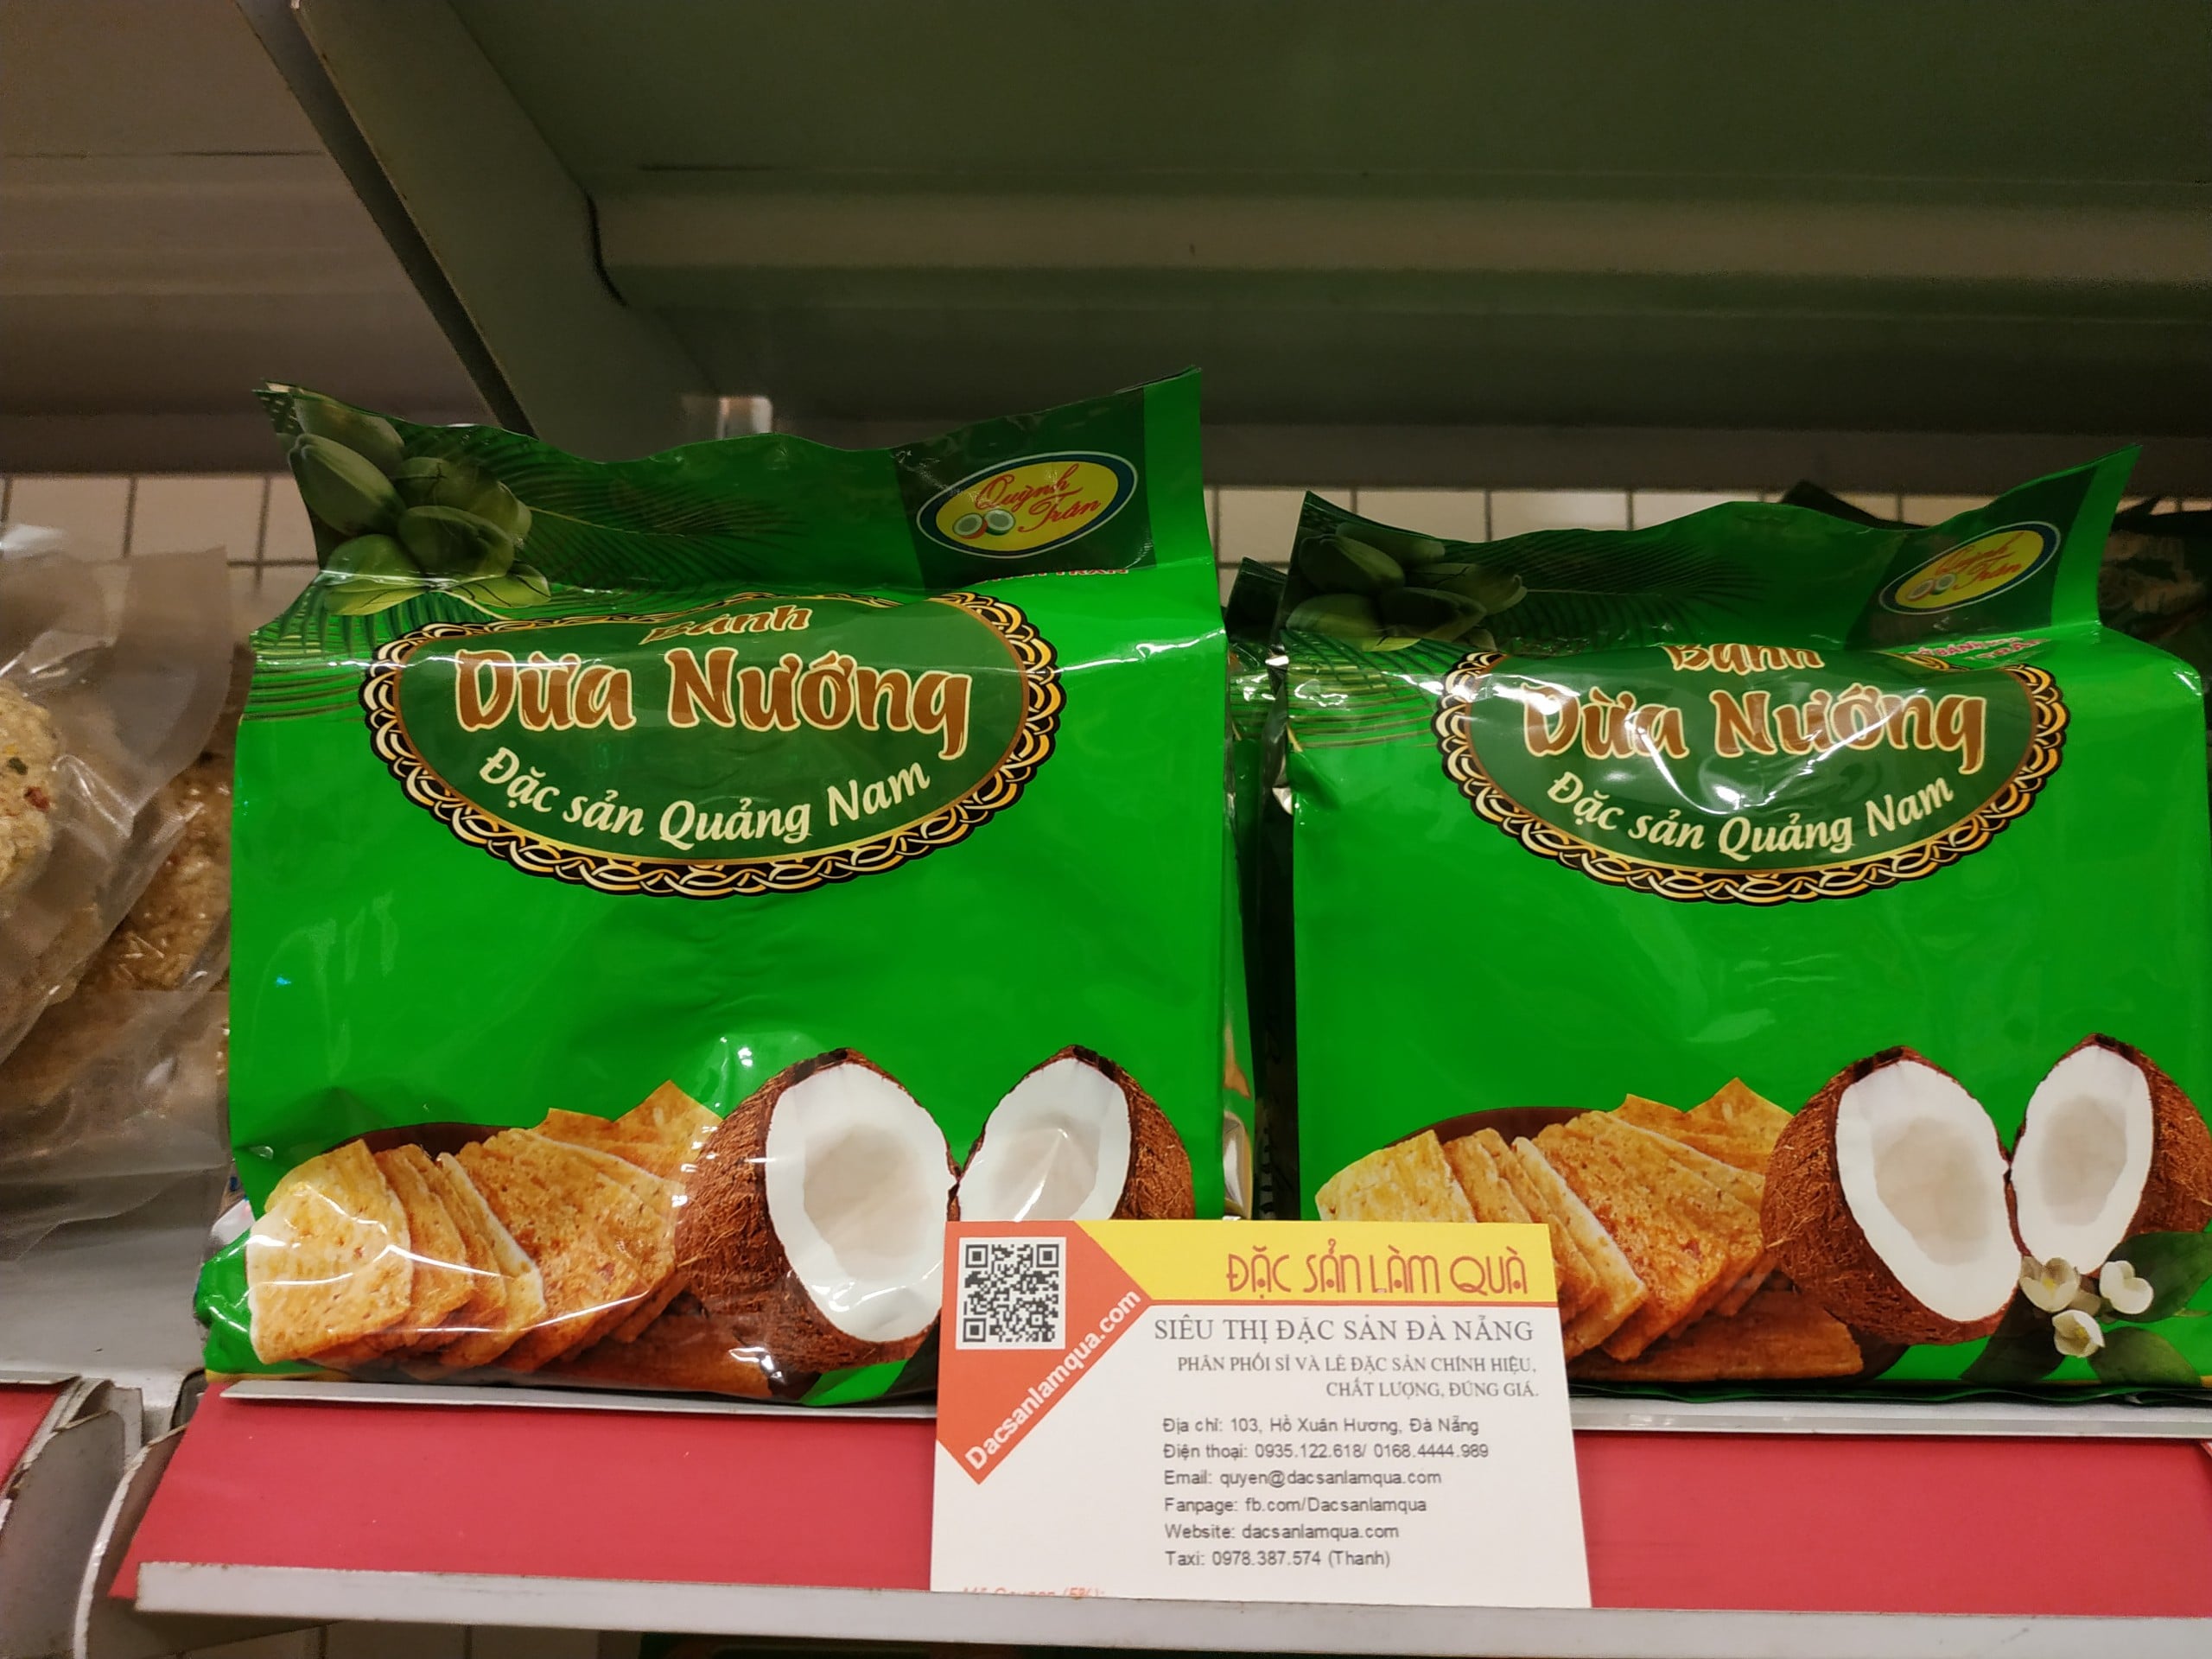 Quỳnh
Trân
Bánh
Dừa Nướng
Đặc sản Quảng Nam
Quỳnh
Trân
Bánh
Dừa Nướng
Đặc sản Quảng Nam
Dacsanlamqua.com
ĐẶC SẢN LÀM QUÀ
SIÊU THỊ ĐẶC SẢN ĐÀ NẴNG
PHÂN PHỐI SỈ VÀ LẺ ĐẶC SẢN CHÍNH HIỆU,
CHẤT LƯỢNG, ĐÚNG GIÁ.
Địa chỉ: 103, Hồ Xuân Hương, Đà Nẵng
Điện thoại: 0935.122.618/ 0168.4444.989
Email: quyen@dacsanlamqua.com
Fanpage: fb.com/Dacsanlamqua
Website: dacsanlamqua.com
Taxi: 0978.387.574 (Thanh)